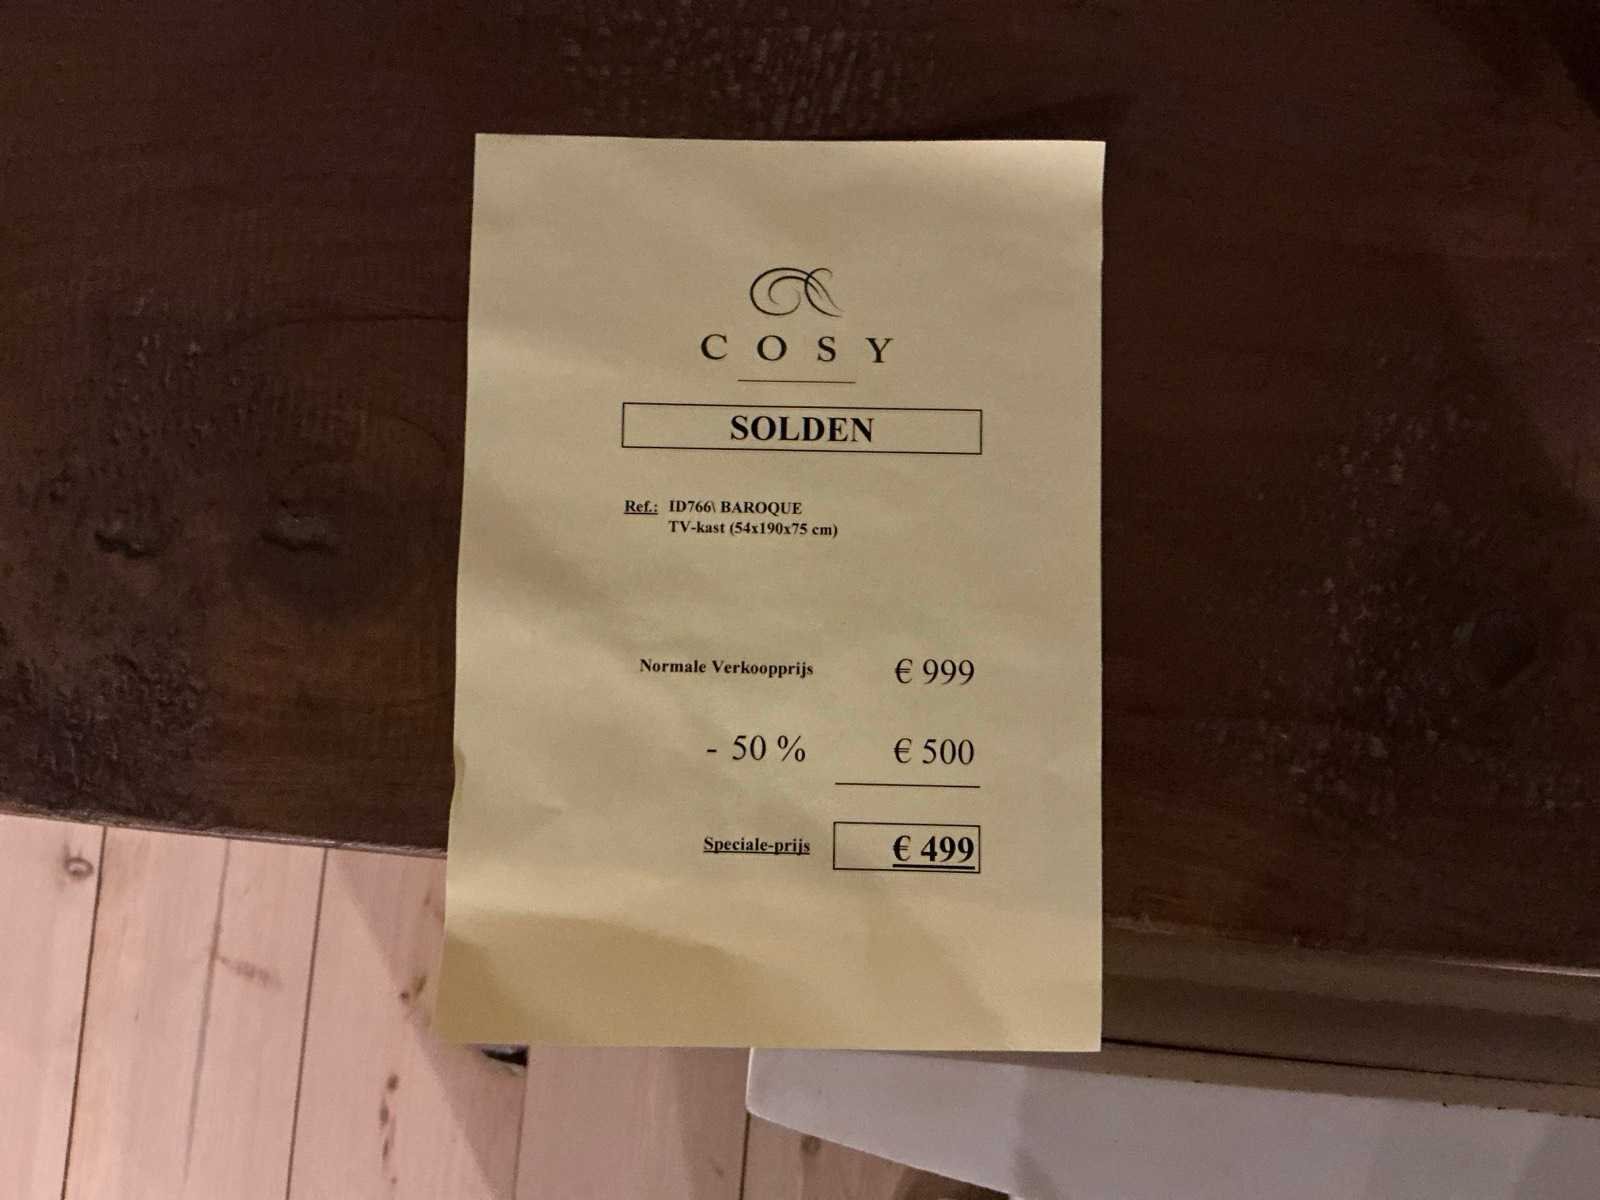 COSY
SOLDEN
Ref.: ID766\ BAROQUE
TV-kast (54x190x75 cm)
Normale Verkoopprijs € 999
- 50 % € 500
Speciale-prijs € 499